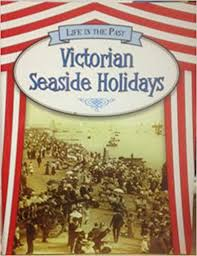 LIFE IN THE PAST
Victorian
Seaside Holidays